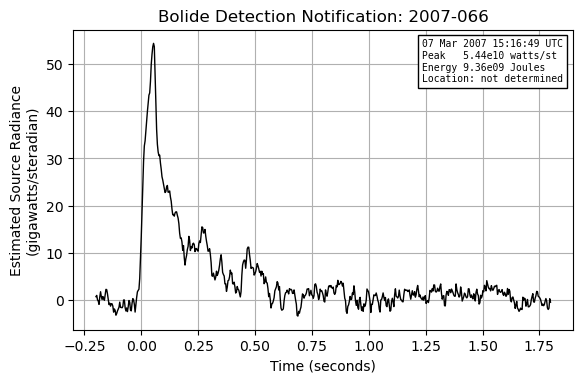 Bolide Detection Notification: 2007-066
07 Mar 2007 15:16:49 UTC
Peak   5.44e10 watts/st
Energy 9.36e09 Joules
Location: not determined
Estimated Source Radiance
(gigawatts/steradian)
50
40
30
20
10
0
−0.25 0.00 0.25 0.50 0.75 1.00 1.25 1.50 1.75
Time (seconds)